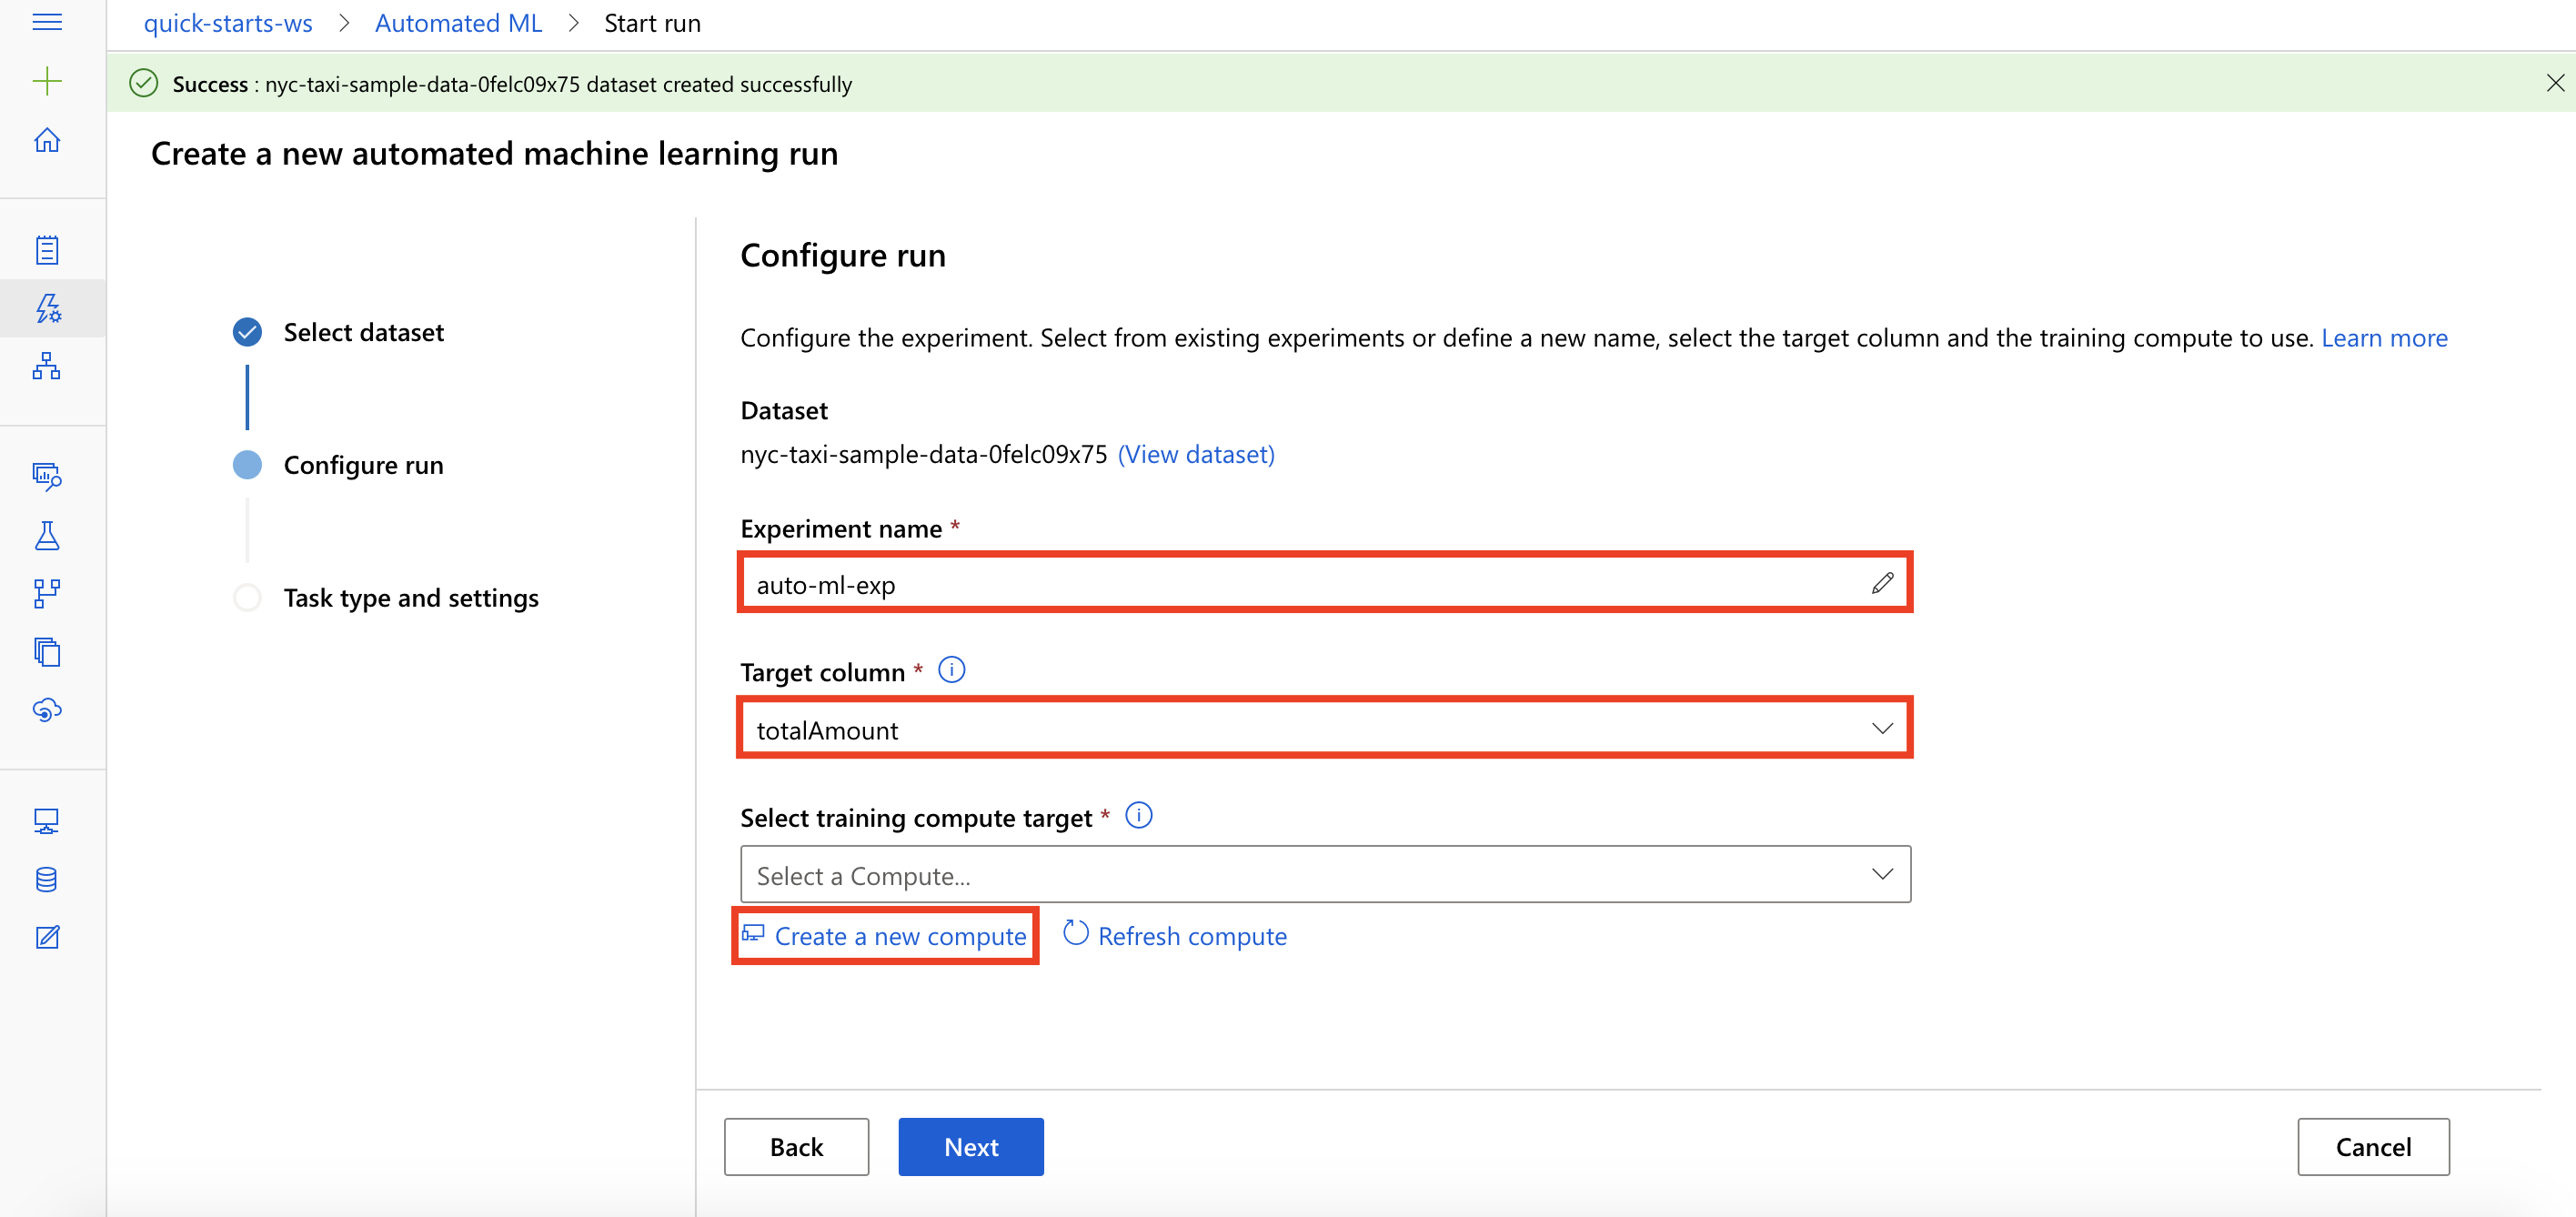 quick-starts-ws > Automated ML > Start run
Success : nyc-taxi-sample-data-0felc09x75 dataset created successfully
Create a new automated machine learning run
Select dataset
Configure run
Task type and settings
Configure run
Configure the experiment. Select from existing experiments or define a new name, select the target column and the training compute to use. Learn more
Dataset
nyc-taxi-sample-data-0felc09x75 (View dataset)
Experiment name *
auto-ml-exp
Target column *
totalAmount
Select training compute target *
Select a Compute...
Create a new compute Refresh compute
Back Next Cancel